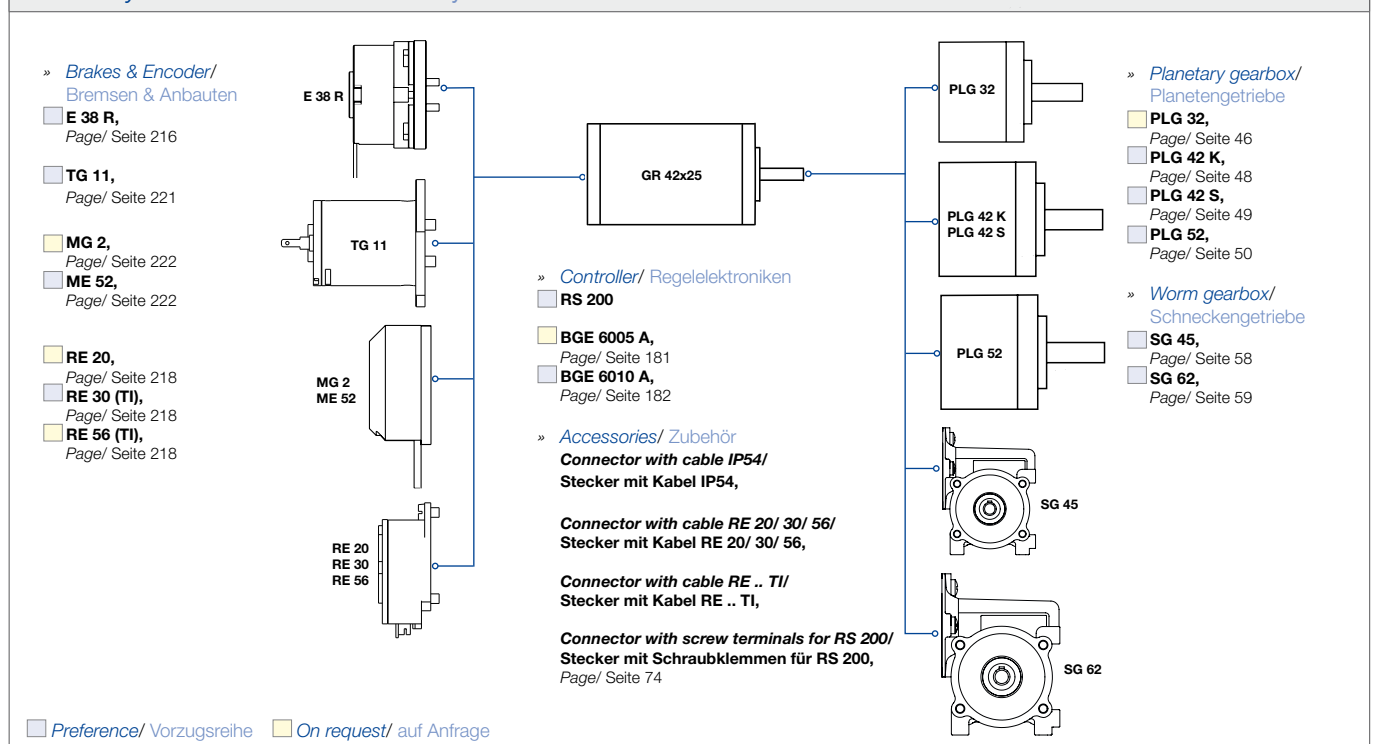 » Brakes & Encoder/
Bremsen & Anbauten
E 38 R,
Page/ Seite 216
TG 11,
Page/ Seite 221
MG 2,
Page/ Seite 222
ME 52,
Page/ Seite 222
RE 20,
Page/ Seite 218
RE 30 (TI),
Page/ Seite 218
RE 56 (TI),
Page/ Seite 218
E 38 R
TG 11
MG 2
ME 52
RE 20
RE 30
RE 56
GR 42x25
» Controller/ Regelelektroniken
RS 200
BGE 6005 A,
Page/ Seite 181
BGE 6010 A,
Page/ Seite 182
» Accessories/ Zubehör
Connector with cable IP54/
Stecker mit Kabel IP54,
Connector with cable RE 20/ 30/ 56/
Stecker mit Kabel RE 20/ 30/ 56,
Connector with cable RE .. TI/
Stecker mit Kabel RE .. TI,
Connector with screw terminals for RS 200/
Stecker mit Schraubklemmen für RS 200,
Page/ Seite 74
PLG 32
PLG 42 K
PLG 42 S
PLG 52
SG 45
SG 62
» Planetary gearbox/
Planetengetriebe
PLG 32,
Page/ Seite 46
PLG 42 K,
Page/ Seite 48
PLG 42 S,
Page/ Seite 49
PLG 52,
Page/ Seite 50
» Worm gearbox/
Schneckengetriebe
SG 45,
Page/ Seite 58
SG 62,
Page/ Seite 59
Preference/ Vorzugsreihe
On request/ auf Anfrage